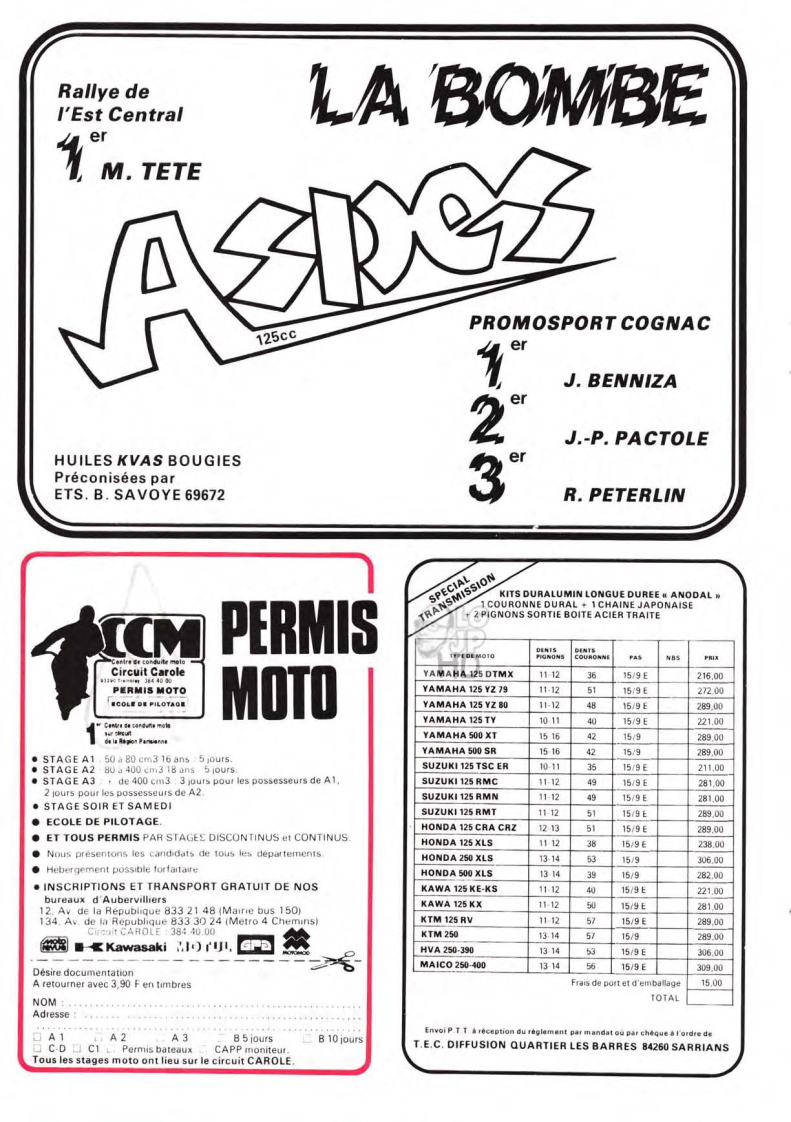 Rallye de
l'Est Central
1er M. TETE
LA BOMBE
ASPES
125cc
PROMOSPORT COGNAC
1er J. BENNIZA
2er J.-P. PACTOLE
3er R. PETERLIN
HUILES KVAS BOUGIES
Préconisées par
ETS. B. SAVOYE 69672
CCM
Centre de conduite moto
Circuit Carole
93290 Tremblay 384 40 00
PERMIS MOTO
ECOLE DE PILOTAGE
1er Centre de conduite moto
sur circuit
de la Région Parisienne
PERMIS
MOTO
● STAGE A1 : 50 à 80 cm3 16 ans : 5 jours.
● STAGE A2 : 80 à 400 cm3 18 ans : 5 jours.
● STAGE A3 : + de 400 cm3 : 3 jours pour les possesseurs de A1,
2 jours pour les possesseurs de A2.
● STAGE SOIR ET SAMEDI
● ECOLE DE PILOTAGE.
● ET TOUS PERMIS PAR STAGES DISCONTINUS et CONTINUS.
● Nous présentons les candidats de tous les départements.
● Hebergement possible forfaitaire
● INSCRIPTIONS ET TRANSPORT GRATUIT DE NOS
bureaux d'Aubervilliers
12, Av. de la République 833 21 48 (Mairie bus 150)
134, Av. de la République 833 30 24 (Métro 4 Chemins)
Circuit CAROLE : 384.40.00
MOTO REVUE Kawasaki MOTUL GPA MOTOMOD
Désire documentation
A retourner avec 3,90 F en timbres
NOM :
Adresse :
□ A 1 □ A 2 □ A 3 □ B 5 jours □ B 10 jours
□ C-D □ C1 □ Permis bateaux □ CAPP moniteur.
Tous les stages moto ont lieu sur le circuit CAROLE.
SPECIAL
TRANSMISSION
KITS DURALUMIN LONGUE DUREE « ANODAL »
1 COURONNE DURAL + 1 CHAINE JAPONAISE
+ 2 PIGNONS SORTIE BOITE ACIER TRAITE
TYPE DE MOTO DENTS PIGNONS DENTS COURONNE PAS NBS PRIX
YAMAHA 125 DTMX 11-12 36 15/9 E 216,00
YAMAHA 125 YZ 79 11-12 51 15/9 E 272,00
YAMAHA 125 YZ 80 11-12 48 15/9 E 289,00
YAMAHA 125 TY 10-11 40 15/9 E 221,00
YAMAHA 500 XT 15-16 42 15/9 289,00
YAMAHA 500 SR 15-16 42 15/9 289,00
SUZUKI 125 TSC ER 10-11 35 15/9 E 211,00
SUZUKI 125 RMC 11-12 49 15/9 E 281,00
SUZUKI 125 RMN 11-12 49 15/9 E 281,00
SUZUKI 125 RMT 11-12 51 15/9 E 289,00
HONDA 125 CRA CRZ 12-13 51 15/9 E 289,00
HONDA 125 XLS 11-12 38 15/9 E 238,00
HONDA 250 XLS 13-14 53 15/9 306,00
HONDA 500 XLS 13-14 39 15/9 282,00
KAWA 125 KE-KS 11-12 40 15/9 E 221,00
KAWA 125 KX 11-12 50 15/9 E 281,00
KTM 125 RV 11-12 57 15/9 E 289,00
KTM 250 13-14 57 15/9 289,00
HVA 250-390 13-14 53 15/9 E 306,00
MAICO 250-400 13-14 56 15/9 E 309,00
Frais de port et d'emballage 15,00
TOTAL
Envoi P.T.T. à réception du réglement par mandat ou par chèque à l'ordre de
T.E.C. DIFFUSION QUARTIER LES BARRES 84260 SARRIANS